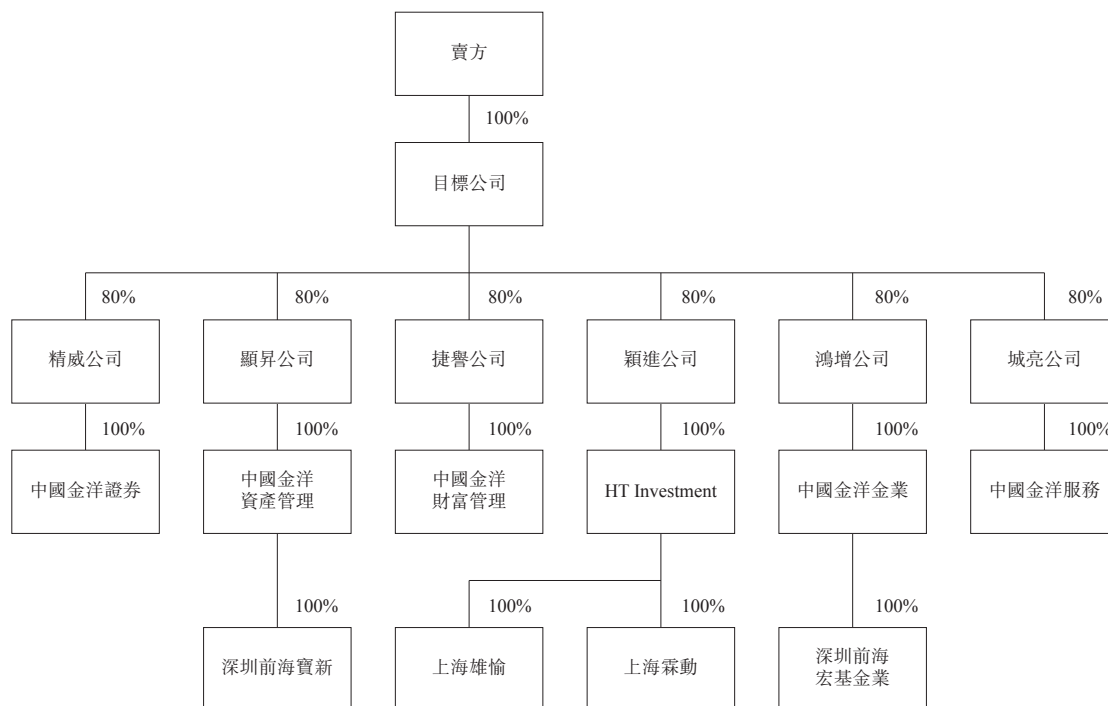 賣方
100%
目標公司
80%
80%
80%
80%
80%
80%
精威公司
顯昇公司
捷譽公司
穎進公司
鴻增公司
城亮公司
100%
100%
100%
100%
100%
100%
中國金洋證券
中國金洋
資產管理
中國金洋
財富管理
HT Investment
中國金洋金業
中國金洋服務
100%
100%
100%
100%
深圳前海寶新
上海雄愉
上海霖動
深圳前海
宏基金業